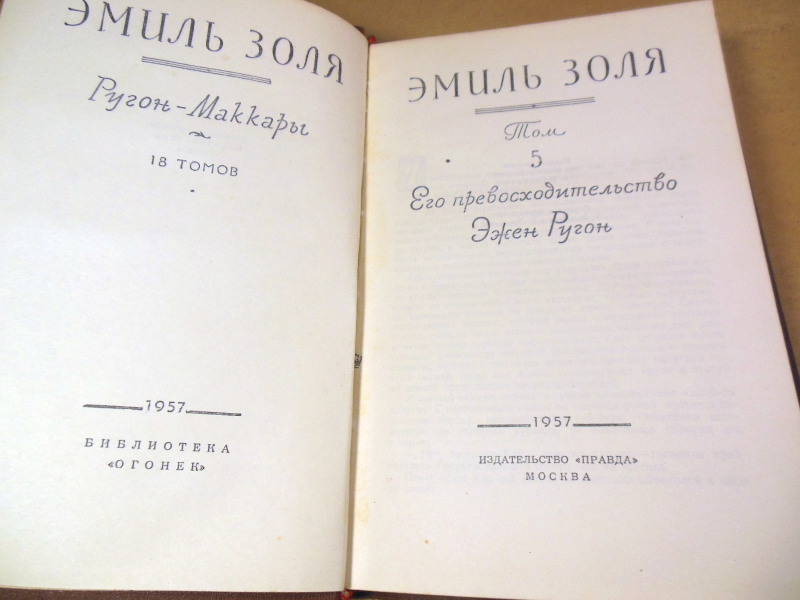 ЭМИЛЬ ЗОЛЯ
Ругон-Маккары
18 ТОМОВ
1957
БИБЛИОТЕКА
«ОГОНЕК»
ЭМИЛЬ ЗОЛЯ
Том
5
Его превосходительство
Эжен Ругон
1957
ИЗДАТЕЛЬСТВО «ПРАВДА»
МОСКВА